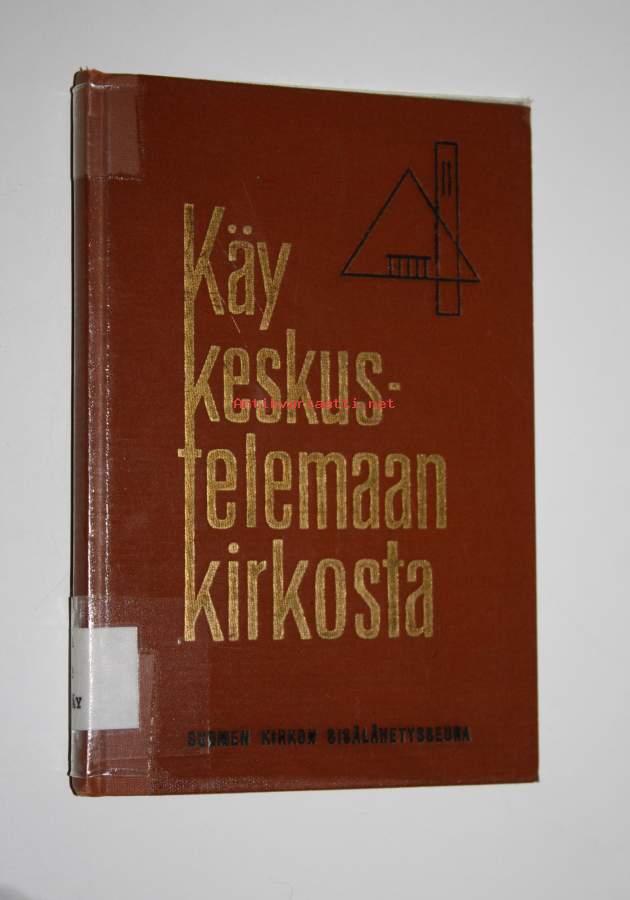 Käy
keskus-
telemaan
kirkosta
SUOMEN KIRKON SISÄLÄHETYSSEURA
Antikvariaatti.net